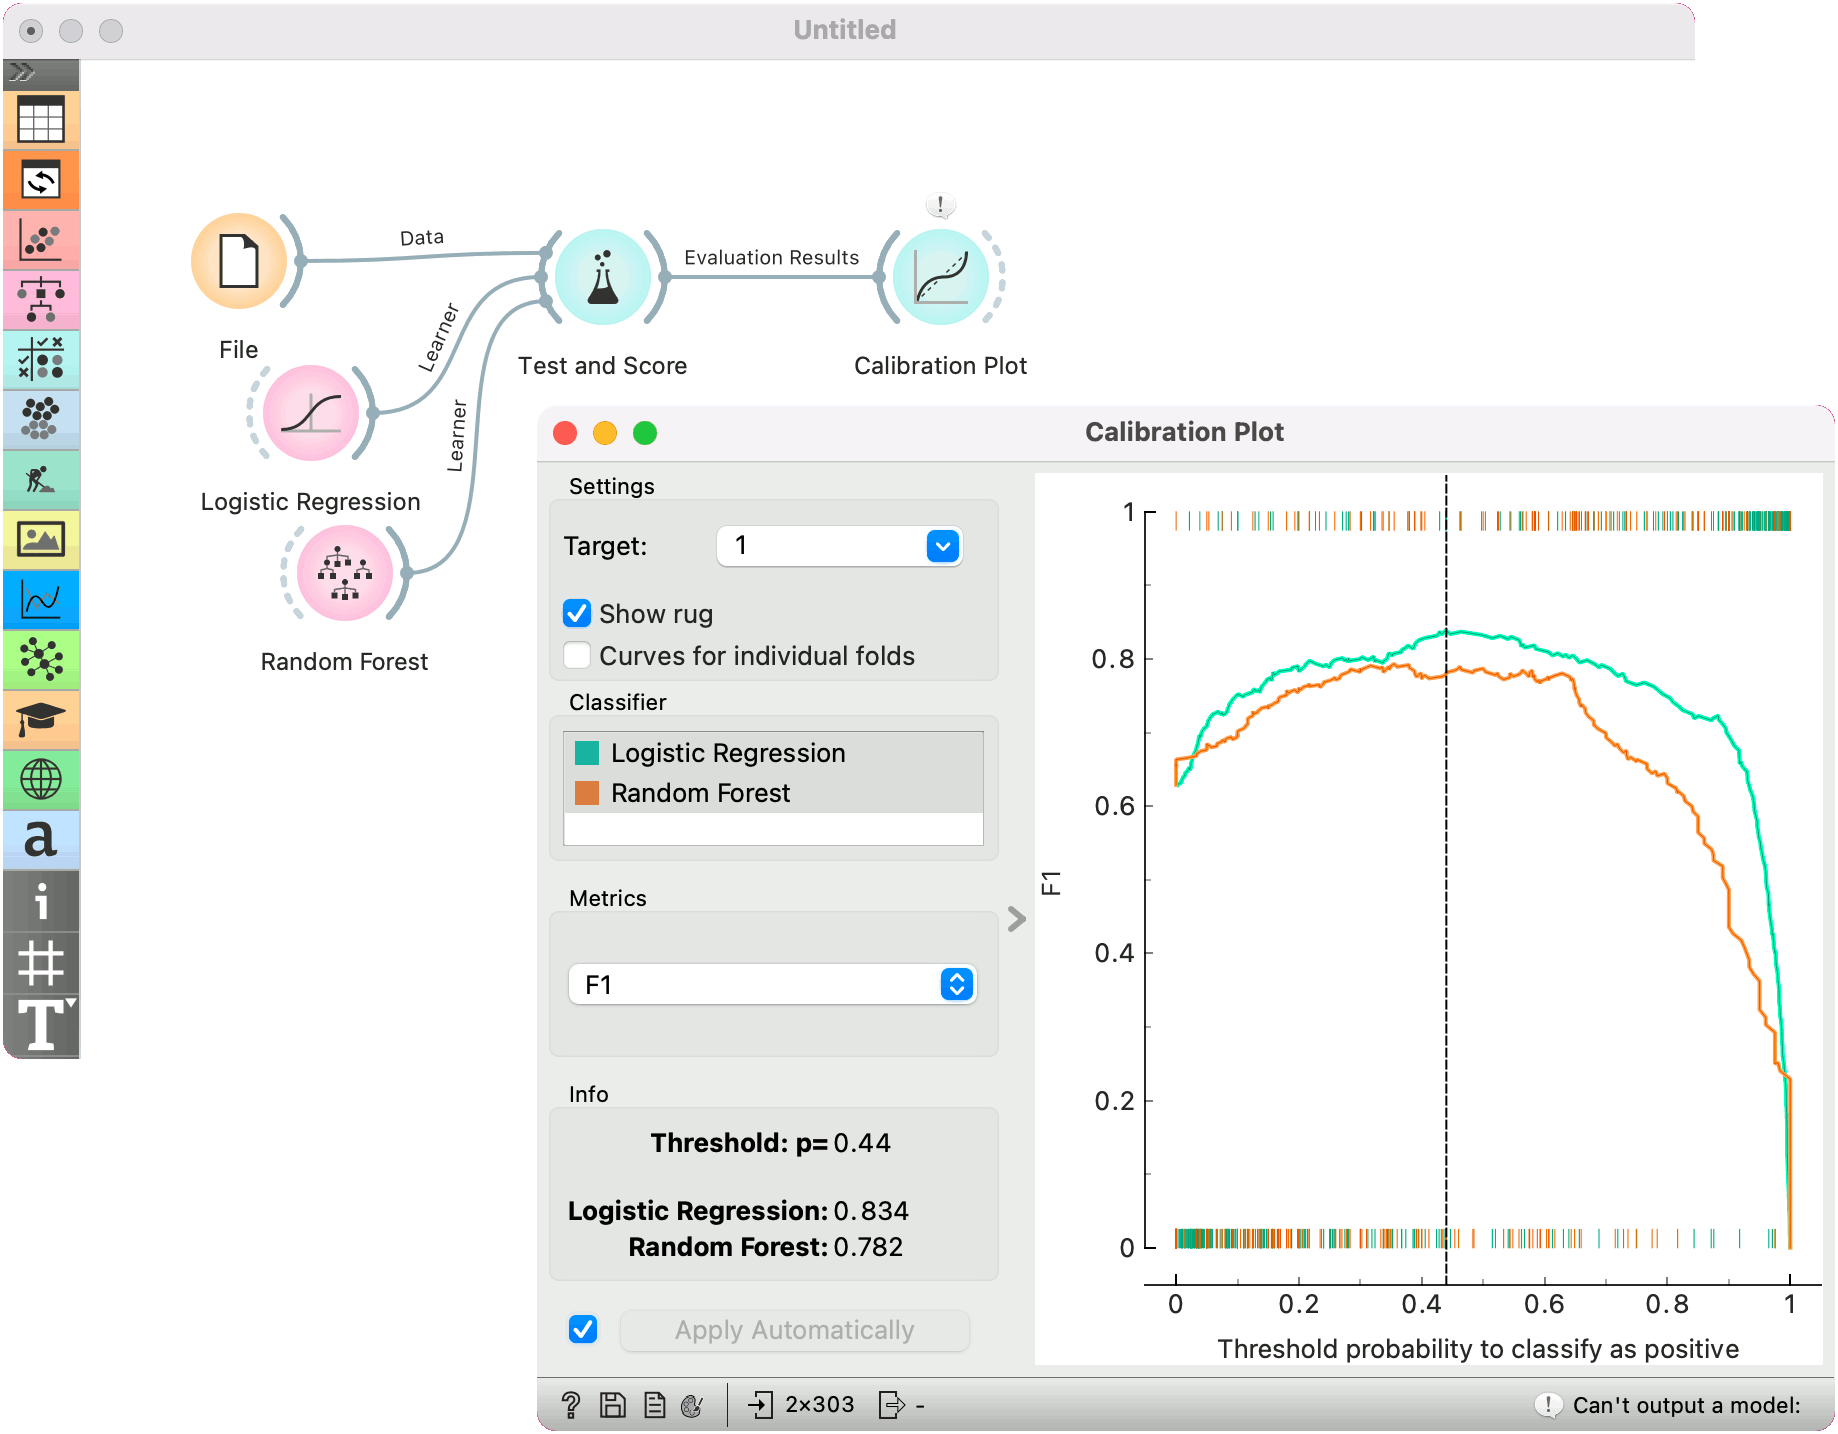 Untitled
Data
Evaluation Results
Learner
Learner
File
Test and Score
Calibration Plot
Logistic Regression
Random Forest
a
i
T
Calibration Plot
Settings
Target:
1
Show rug
Curves for individual folds
Classifier
Logistic Regression
Random Forest
Metrics
F1
Info
Threshold: p= 0.44
Logistic Regression: 0.834
Random Forest: 0.782
Apply Automatically
1
0.8
0.6
F1
0.4
0.2
0
0 0.2 0.4 0.6 0.8 1
Threshold probability to classify as positive
? 2×303 -
! Can't output a model: